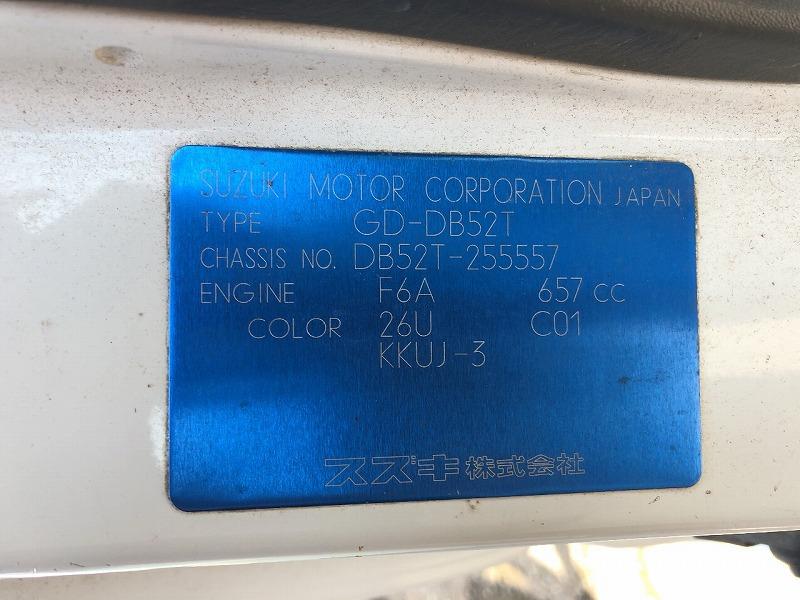 SUZUKI MOTOR CORPORATION JAPAN
TYPE GD-DB52T
CHASSIS NO. DB52T-255557
ENGINE F6A 657 cc
COLOR 26U C01
KKUJ-3
スズキ株式会社